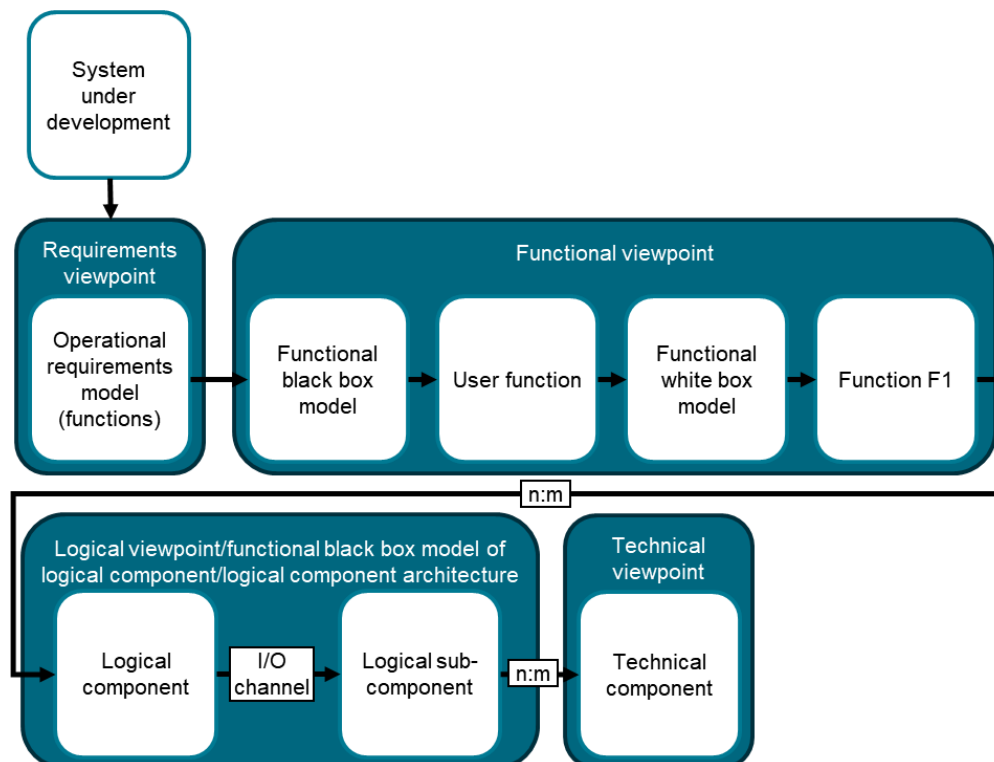 System
under
development
Requirements
viewpoint
Operational
requirements
model
(functions)
Functional viewpoint
Functional
black box
model
User function
Functional
white box
model
Function F1
n:m
Logical viewpoint/functional black box model of
logical component/logical component architecture
Logical
component
I/O
channel
Logical sub-
component
n:m
Technical
viewpoint
Technical
component